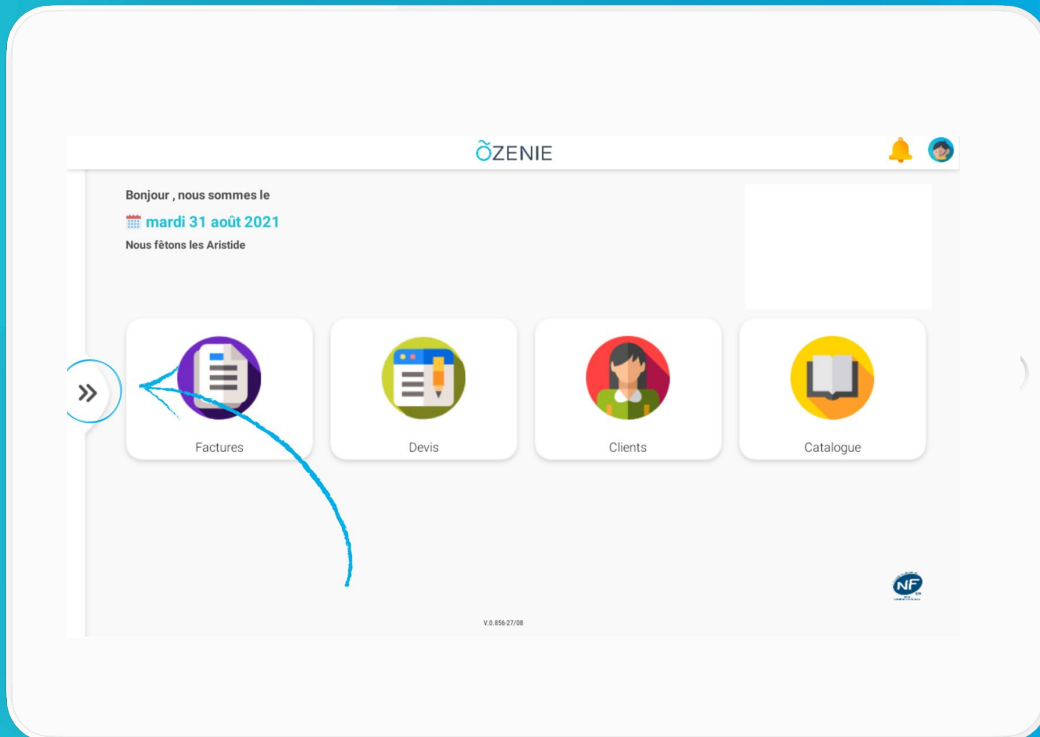 ÕZENIE
Bonjour , nous sommes le
mardi 31 août 2021
Nous fêtons les Aristide
Factures
Devis
Clients
Catalogue
NF
V.0.856-27/08